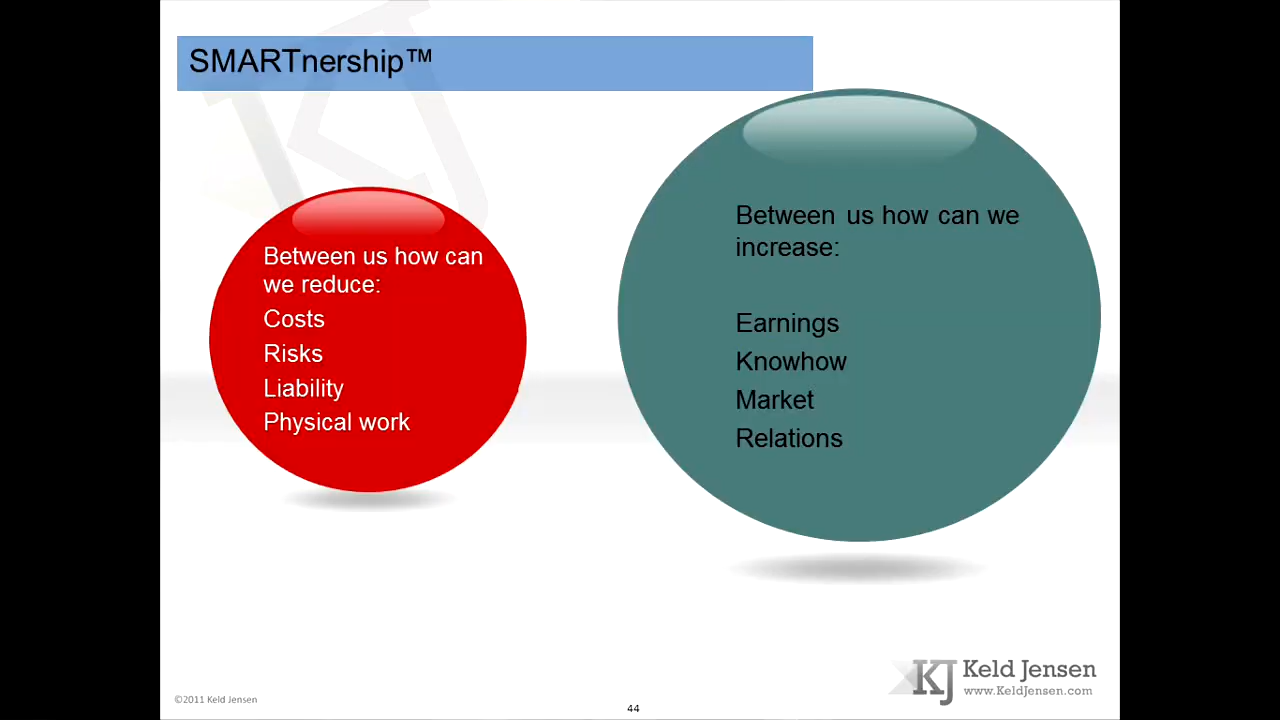 SMARTnership™
Between us how can
we reduce:
Costs
Risks
Liability
Physical work
Between us how can we
increase:
Earnings
Knowhow
Market
Relations
KJ Keld Jensen
www.KeldJensen.com
©2011 Keld Jensen
44